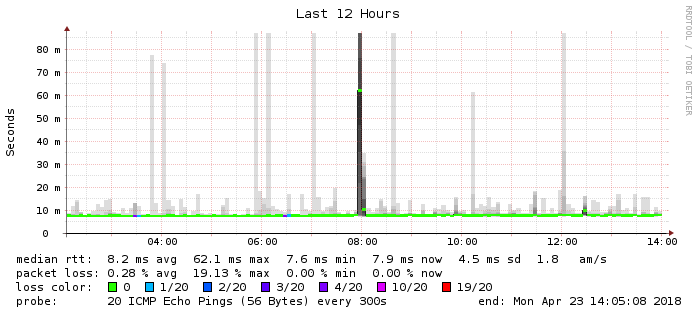 Last 12 Hours
RRDTOOL / TOBI OETIKER
Seconds
80 m
70 m
60 m
50 m
40 m
30 m
20 m
10 m
0
04:00 06:00 08:00 10:00 12:00 14:00
median rtt: 8.2 ms avg 62.1 ms max 7.6 ms min 7.9 ms now 4.5 ms sd 1.8 am/s
packet loss: 0.28 % avg 19.13 % max 0.00 % min 0.00 % now
loss color: 0 1/20 2/20 3/20 4/20 10/20 19/20
probe: 20 ICMP Echo Pings (56 Bytes) every 300s end: Mon Apr 23 14:05:08 2018